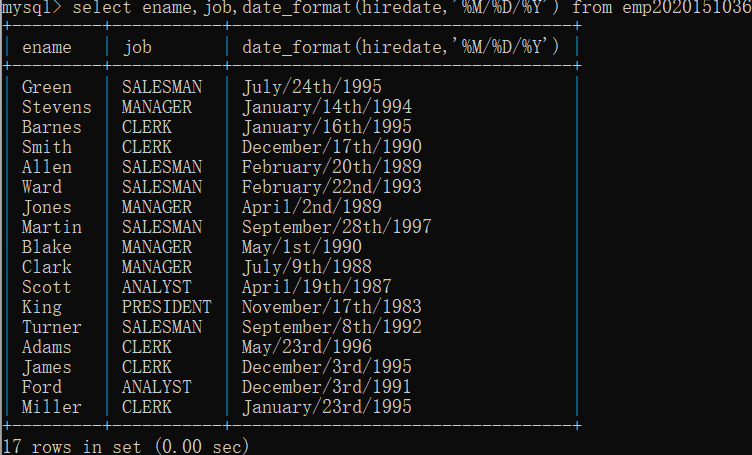 mysql> select ename,job,date_format(hiredate,'%M/%D/%Y') from emp2020151036
ename | job | date_format(hiredate,'%M/%D/%Y')
Green | SALESMAN | July/24th/1995
Stevens | MANAGER | January/14th/1994
Barnes | CLERK | January/16th/1995
Smith | CLERK | December/17th/1990
Allen | SALESMAN | February/20th/1989
Ward | SALESMAN | February/22nd/1993
Jones | MANAGER | April/2nd/1989
Martin | SALESMAN | September/28th/1997
Blake | MANAGER | May/1st/1990
Clark | MANAGER | July/9th/1988
Scott | ANALYST | April/19th/1987
King | PRESIDENT | November/17th/1983
Turner | SALESMAN | September/8th/1992
Adams | CLERK | May/23rd/1996
James | CLERK | December/3rd/1995
Ford | ANALYST | December/3rd/1991
Miller | CLERK | January/23rd/1995
17 rows in set (0.00 sec)